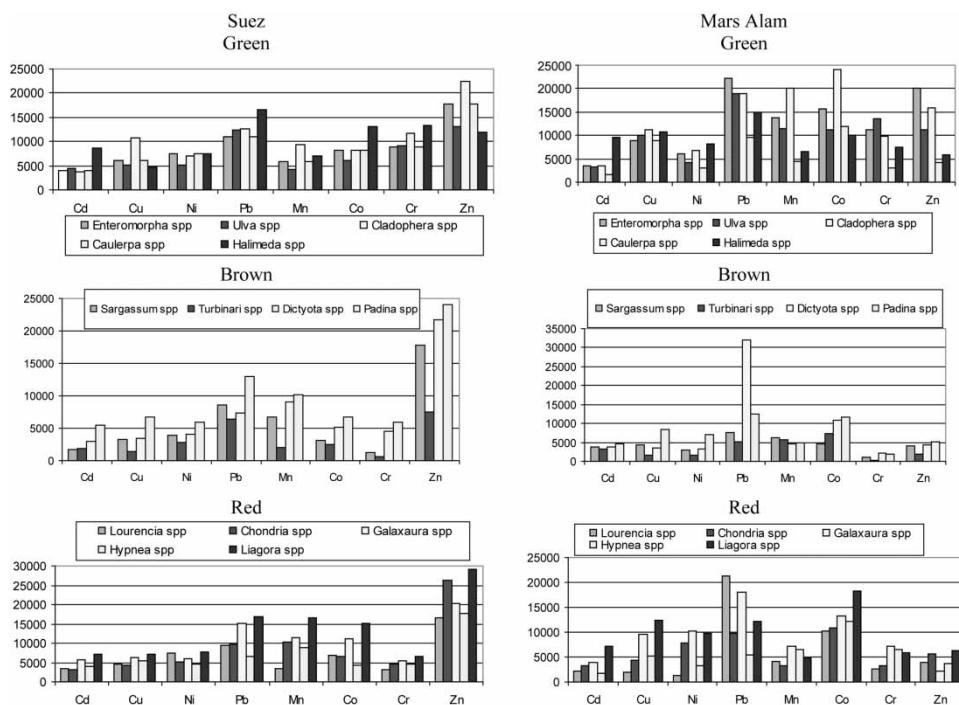 Suez
Green
25000
20000
15000
10000
5000
0
Cd Cu Ni Pb Mn Co Cr Zn
Enteromorpha spp Ulva spp Cladophera spp
Caulerpa spp Halimeda spp
Mars Alam
Green
25000
20000
15000
10000
5000
0
Cd Cu Ni Pb Mn Co Cr Zn
Enteromorpha spp Ulva spp Cladophera spp
Caulerpa spp Halimeda spp
Brown
Sargassum spp Turbinari spp Dictyota spp Padina spp
25000
20000
15000
10000
5000
0
Cd Cu Ni Pb Mn Co Cr Zn
Brown
Sargassum spp Turbinari spp Dictyota spp Padina spp
35000
30000
25000
20000
15000
10000
5000
0
Cd Cu Ni Pb Mn Co Cr Zn
Red
Lourencia spp Chondria spp Galaxaura spp
Hypnea spp Liagora spp
30000
25000
20000
15000
10000
5000
0
Cd Cu Ni Pb Mn Co Cr Zn
Red
Lourencia spp Chondria spp Galaxaura spp
Hypnea spp Liagora spp
25000
20000
15000
10000
5000
0
Cd Cu Ni Pb Mn Co Cr Zn